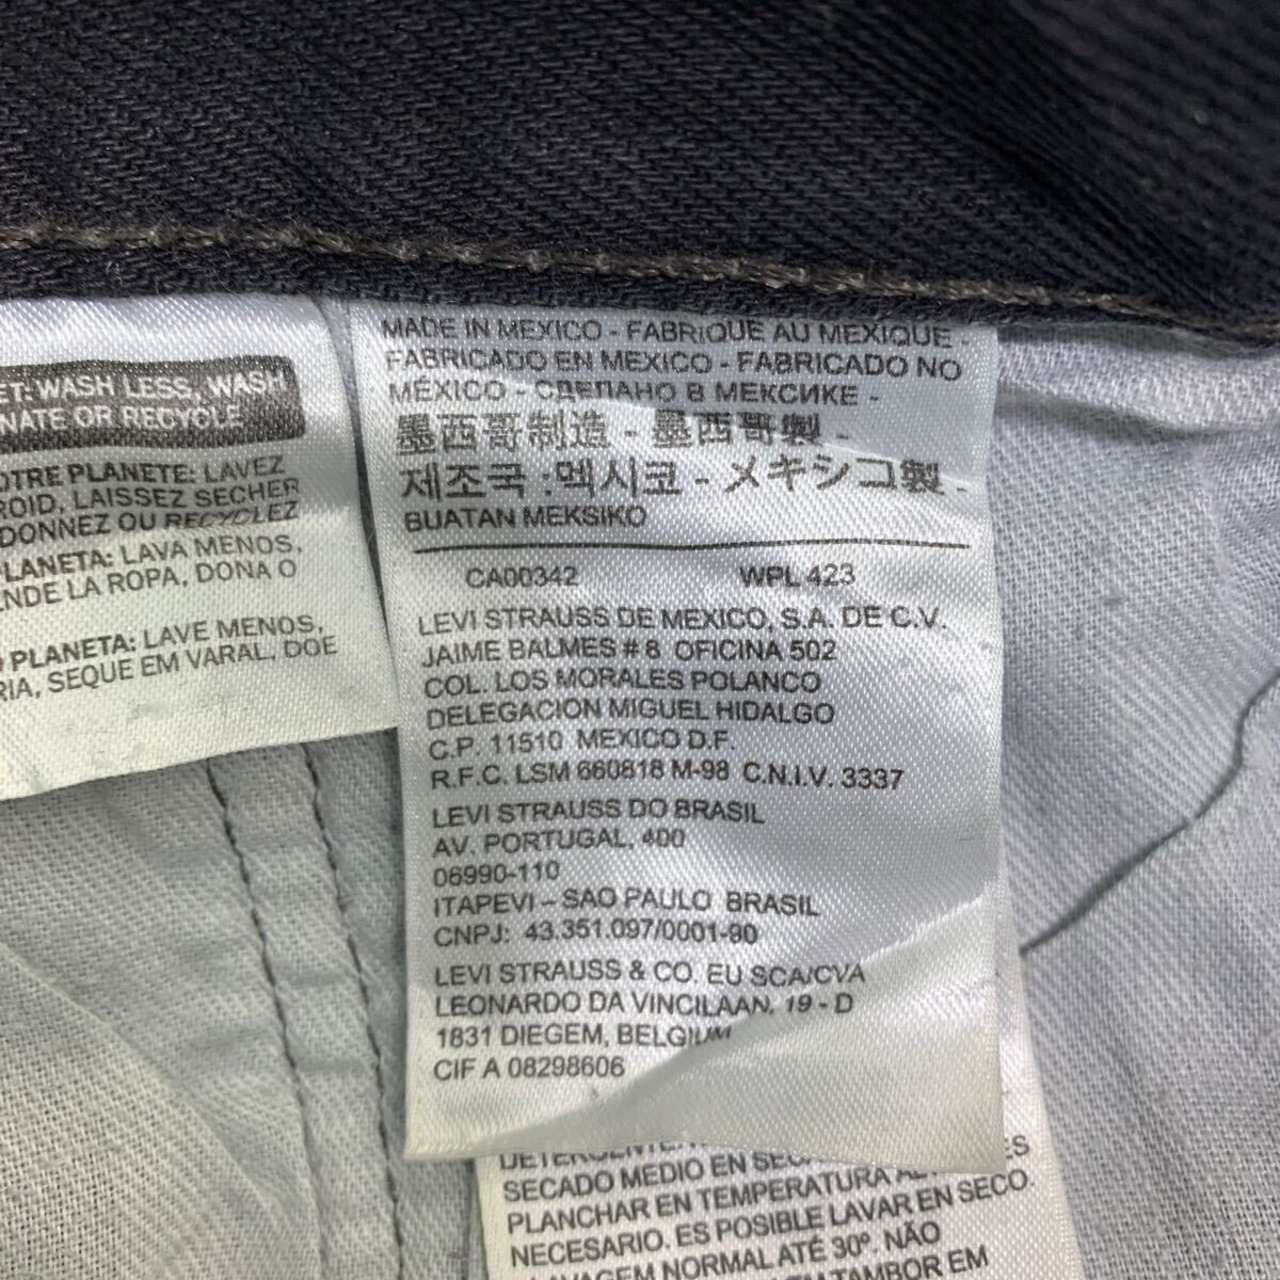 ET: WASH LESS, WASH
NATE OR RECYCLE
OTRE PLANETE: LAVEZ
ROID, LAISSEZ SECHER
DONNEZ OU RECYCLEZ
LANETA: LAVA MENOS,
NDE LA ROPA, DONA O
PLANETA: LAVE MENOS,
RIA, SEQUE EM VARAL, DOE
MADE IN MEXICO - FABRIQUE AU MEXIQUE -
FABRICADO EN MEXICO - FABRICADO NO
MÉXICO - СДЕПАНО В МЕКСИКЕ -
墨西哥制造 - 墨西哥製 -
제조국 :멕시코 - メキシコ製 -
BUATAN MEKSIKO
CA00342 WPL 423
LEVI STRAUSS DE MEXICO, S.A. DE C.V.
JAIME BALMES # 8 OFICINA 502
COL. LOS MORALES POLANCO
DELEGACION MIGUEL HIDALGO
C.P. 11510 MEXICO D.F.
R.F.C. LSM 660818 M-98 C.N.I.V. 3337
LEVI STRAUSS DO BRASIL
AV. PORTUGAL, 400
06990-110
ITAPEVI – SAO PAULO BRASIL
CNPJ: 43.351.097/0001-90
LEVI STRAUSS & CO. EU SCA/CVA
LEONARDO DA VINCILAAN, 19 - D
1831 DIEGEM, BELGIUM
CIF A 08298606
SECADO MEDIO EN
PLANCHAR EN TEMPERATURA
NECESARIO. ES POSIBLE LAVAR EN SECO
LAVAGEM NORMAL ATÉ 30º. NÃO
TAMBOR EM